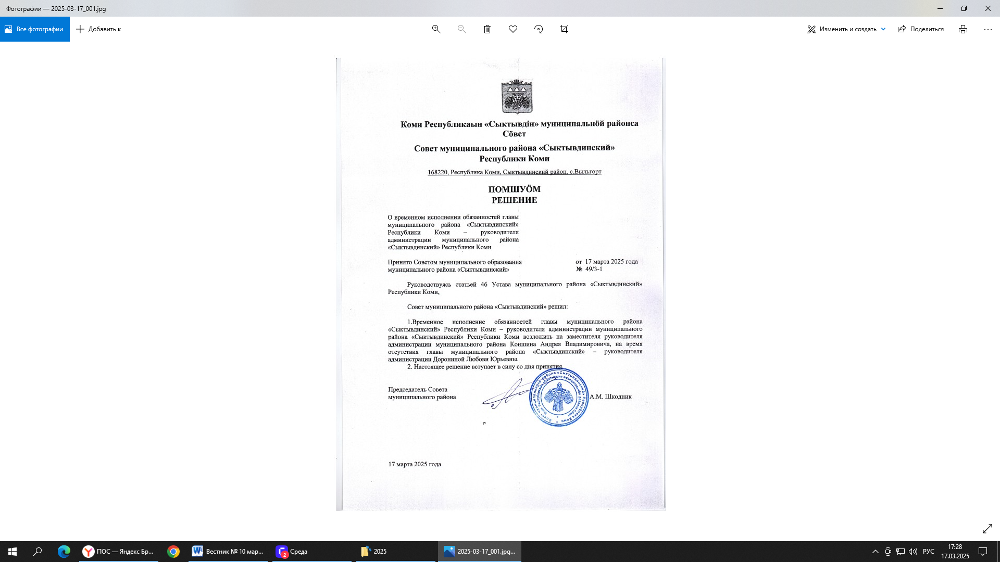 Фотографии — 2025-03-17_001.jpg
Все фотографии
Добавить к
Изменить и создать
Поделиться
Коми Республикаын «Сыктывдін» муниципальнӧй районса
Сӧвет
Совет муниципального района «Сыктывдинский»
Республики Коми
168220, Республика Коми, Сыктывдинский район, с.Выльгорт
ПОМШУӦМ
РЕШЕНИЕ
О временном исполнении обязанностей главы
муниципального района «Сыктывдинский»
Республики Коми – руководителя
администрации муниципального района
«Сыктывдинский» Республики Коми
Принято Советом муниципального образования
муниципального района «Сыктывдинский»
от 17 марта 2025 года
№ 49/3-1
Руководствуясь статьей 46 Устава муниципального района «Сыктывдинский»
Республики Коми,
Совет муниципального района «Сыктывдинский» решил:
1.Временное исполнение обязанностей главы муниципального района
«Сыктывдинский» Республики Коми – руководителя администрации муниципального
района «Сыктывдинский» Республики Коми возложить на заместителя руководителя
администрации муниципального района Коншина Андрея Владимировича, на время
отсутствия главы муниципального района «Сыктывдинский» – руководителя
администрации Дорониной Любови Юрьевны.
2. Настоящее решение вступает в силу со дня принятия.
Председатель Совета
муниципального района
А.М. Шкодник
Совет муниципального района «Сыктывдинский» Республики Коми
Коми Республикаын «Сыктывдін» муниципальнӧй районса Сӧвет
17 марта 2025 года
ПОС — Яндекс Бр...
Вестник № 10 мар...
2
Среда
2025
2025-03-17_001.jpg...
РУС
17:28
17.03.2025